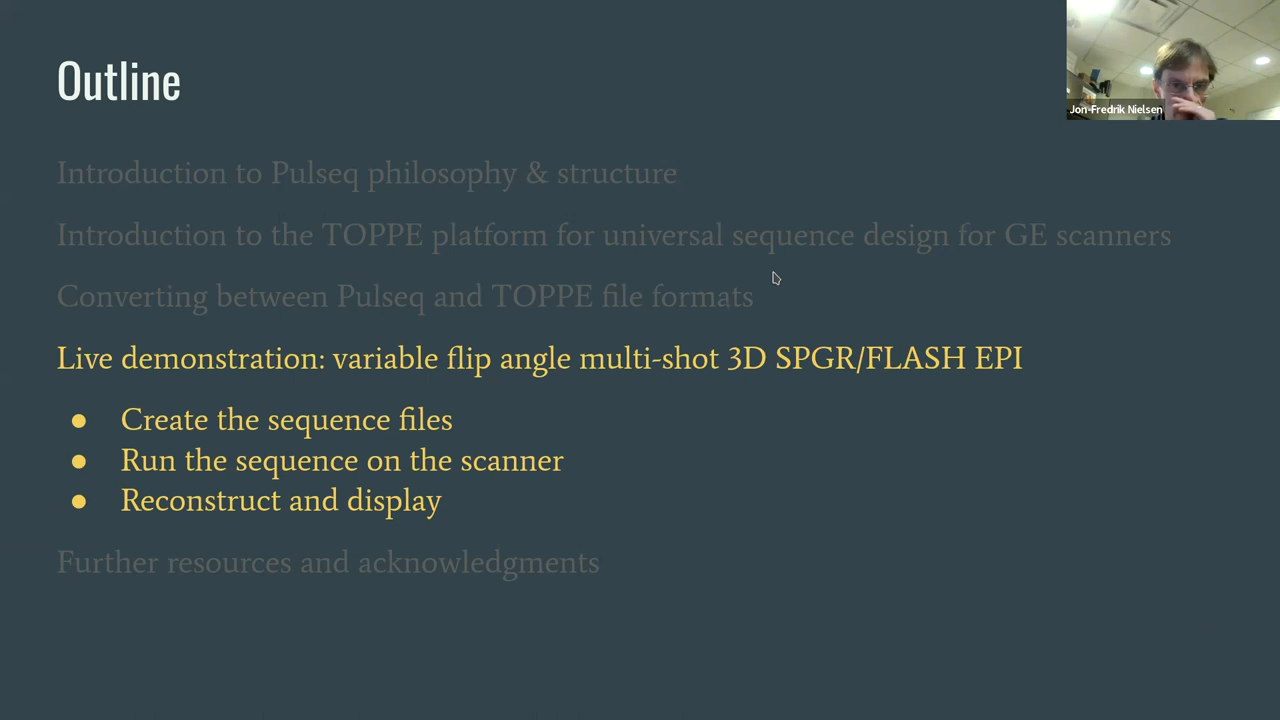 Outline
Jon-Fredrik Nielsen
Introduction to Pulseq philosophy & structure
Introduction to the TOPPE platform for universal sequence design for GE scanners
Converting between Pulseq and TOPPE file formats
Live demonstration: variable flip angle multi-shot 3D SPGR/FLASH EPI
● Create the sequence files
● Run the sequence on the scanner
● Reconstruct and display
Further resources and acknowledgments